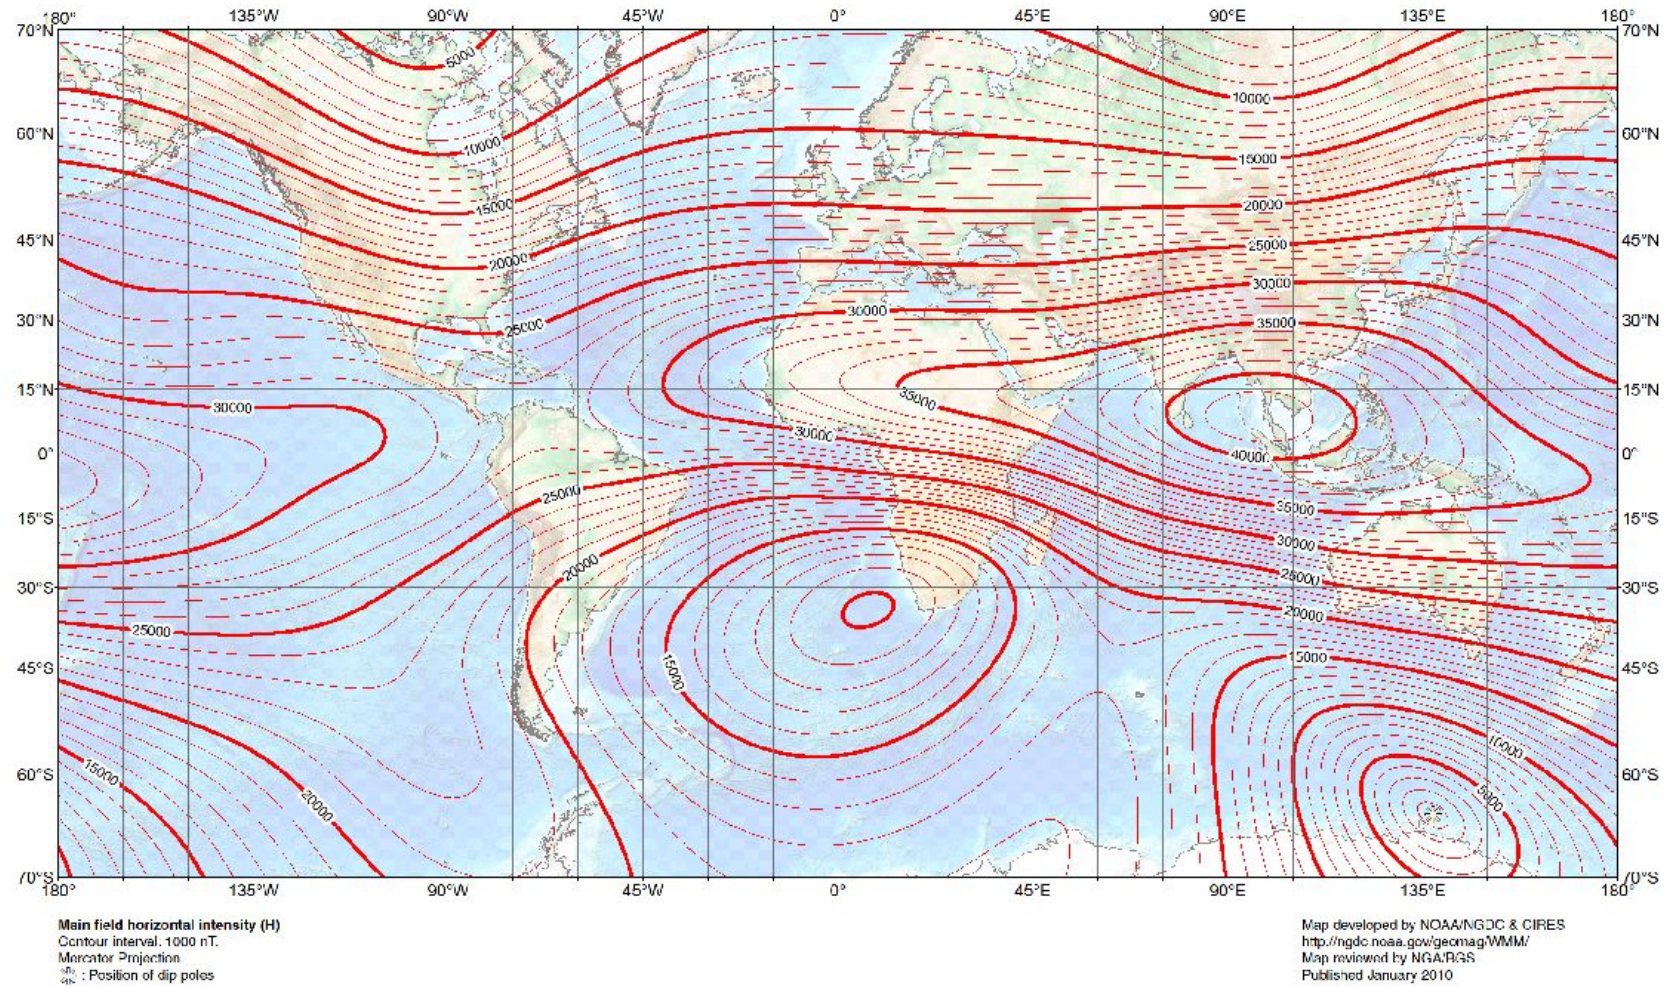 180° 135°W 90°W 45°W 0° 45°E 90°E 135°E 180°
70°N 70°N
5000
10000
60°N 60°N
10000
15000
15000
20000
20000
45°N 25000 45°N
20000
30000
30000
30°N 25000 35000 30°N
15°N 35000 15°N
30000
30000
0° 40000 0°
25000
35000
15°S 15°S
30000
20000 25000
30°S 30°S
20000
25000
15000
45°S 15000 45°S
10000
15000
60°S 60°S
20000 5000
70°S 70°S
180° 135°W 90°W 45°W 0° 45°E 90°E 135°E 180°
Main field horizontal intensity (H)
Contour interval: 1000 nT.
Mercator Projection.
: Position of dip poles
Map developed by NOAA/NGDC & CIRES
http://ngdc.noaa.gov/geomag/WMM/
Map reviewed by NGA/BGS
Published January 2010